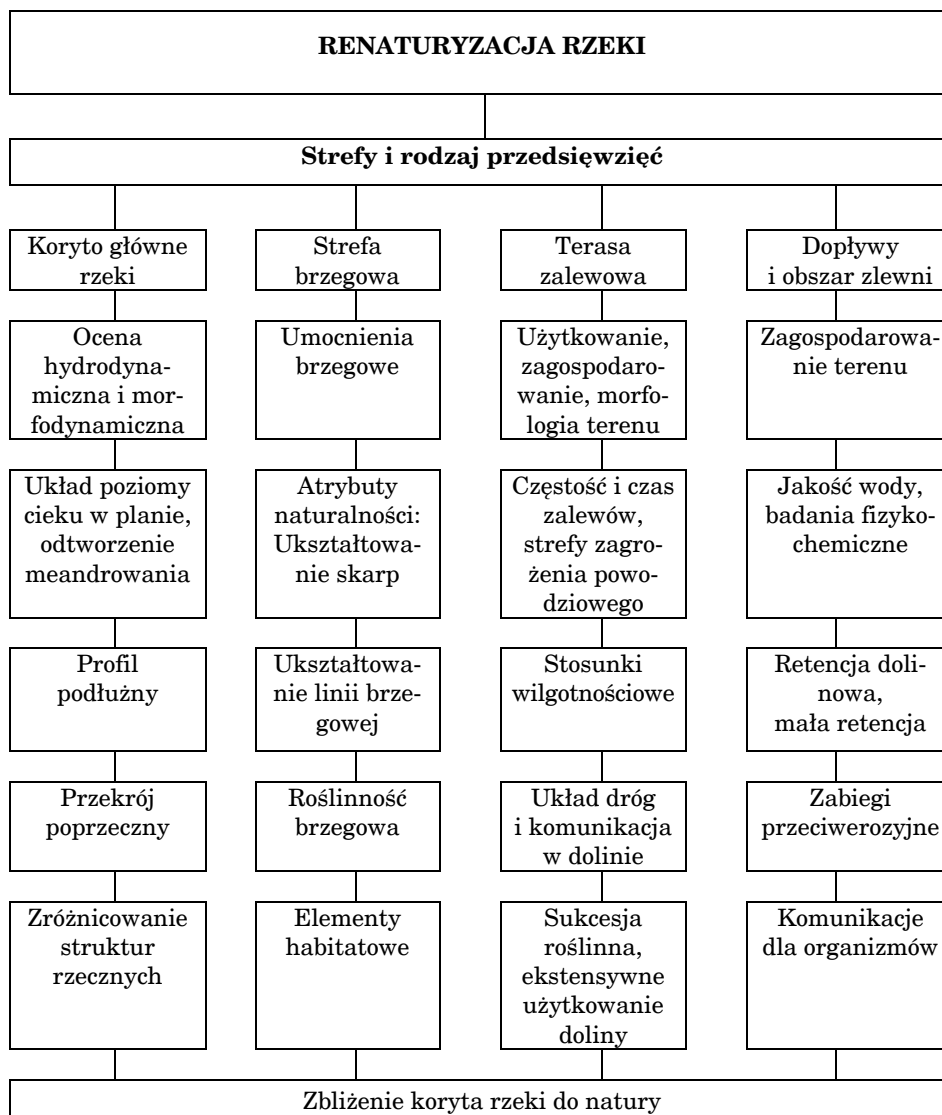 RENATURYZACJA RZEKI
Strefy i rodzaj przedsięwzięć
Koryto główne
rzeki
Strefa
brzegowa
Terasa
zalewowa
Dopływy
i obszar zlewni
Ocena
hydrodyna-
miczna i mor-
fodynamiczna
Umocnienia
brzegowe
Użytkowanie,
zagospodaro-
wanie, morfo-
logia terenu
Zagospodarowa-
nie terenu
Układ poziomy
cieku w planie,
odtworzenie
meandrowania
Atrybuty
naturalności:
Ukształtowa-
nie skarp
Częstość i czas
zalewów,
strefy zagro-
żenia powo-
dziowego
Jakość wody,
badania fizyko-
chemiczne
Profil
podłużny
Ukształtowa-
nie linii brze-
gowej
Stosunki
wilgotnościowe
Retencja doli-
nowa,
mała retencja
Przekrój
poprzeczny
Roślinność
brzegowa
Układ dróg
i komunikacja
w dolinie
Zabiegi
przeciwerozyjne
Zróżnicowanie
struktur
rzecznych
Elementy
habitatowe
Sukcesja
roślinna,
ekstensywne
użytkowanie
doliny
Komunikacje
dla organizmów
Zbliżenie koryta rzeki do natury